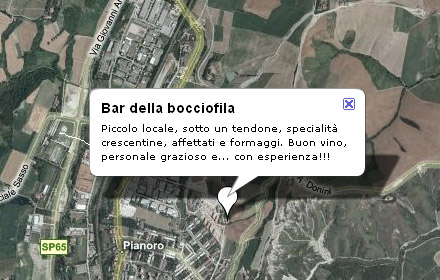 Via Giovanni A
Bar della bocciofila
Piccolo locale, sotto un tendone, specialità
crescentine, affettati e formaggi. Buon vino,
personale grazioso e... con esperienza!!!
Sasso
Donini
SP65
Pianoro